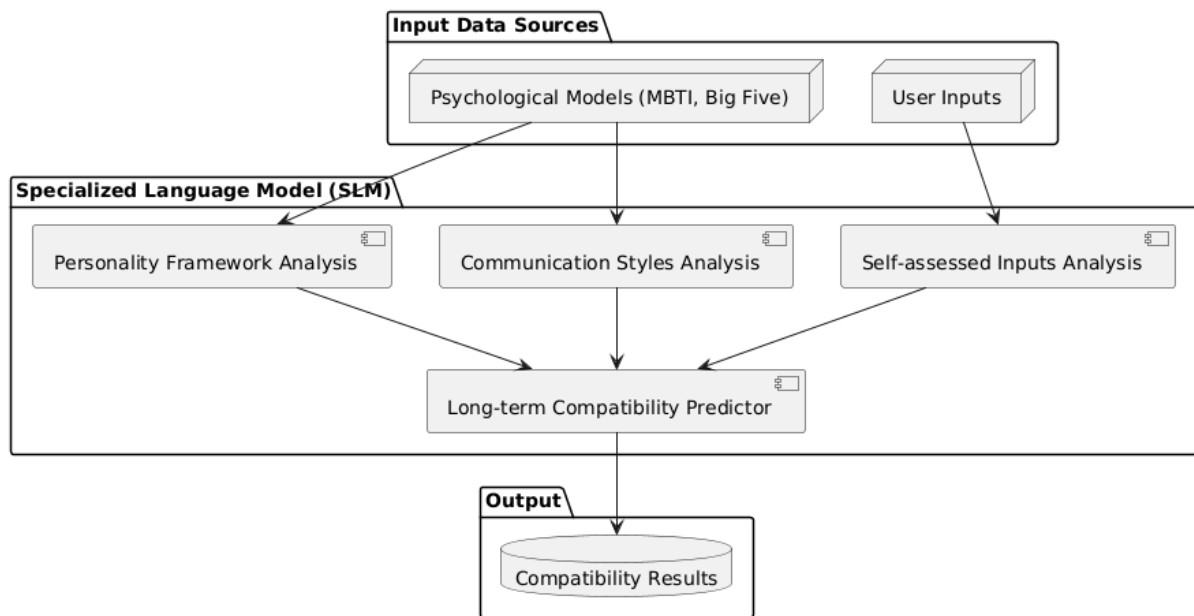 Input Data Sources
Psychological Models (MBTI, Big Five)
User Inputs
Specialized Language Model (SLM)
Personality Framework Analysis
Communication Styles Analysis
Self-assessed Inputs Analysis
Long-term Compatibility Predictor
Output
Compatibility Results